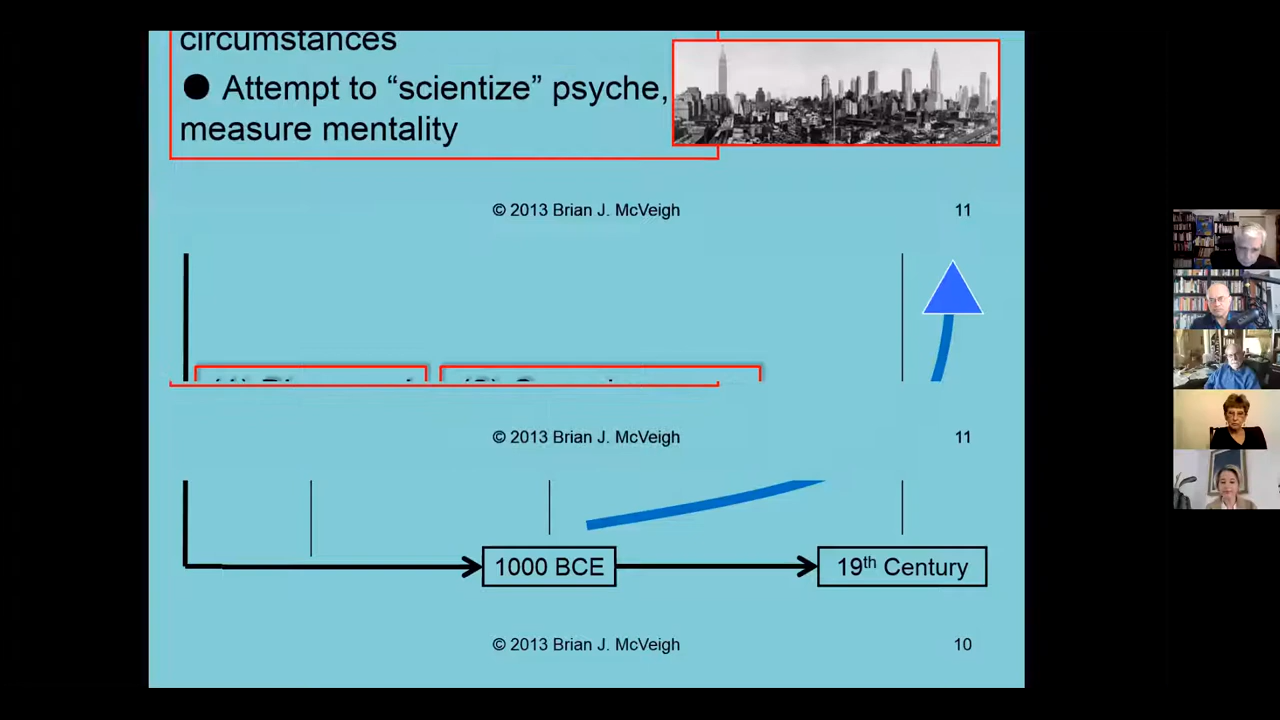 circumstances
● Attempt to “scientize” psyche,
measure mentality
© 2013 Brian J. McVeigh 11
© 2013 Brian J. McVeigh 11
1000 BCE 19th Century
© 2013 Brian J. McVeigh 10